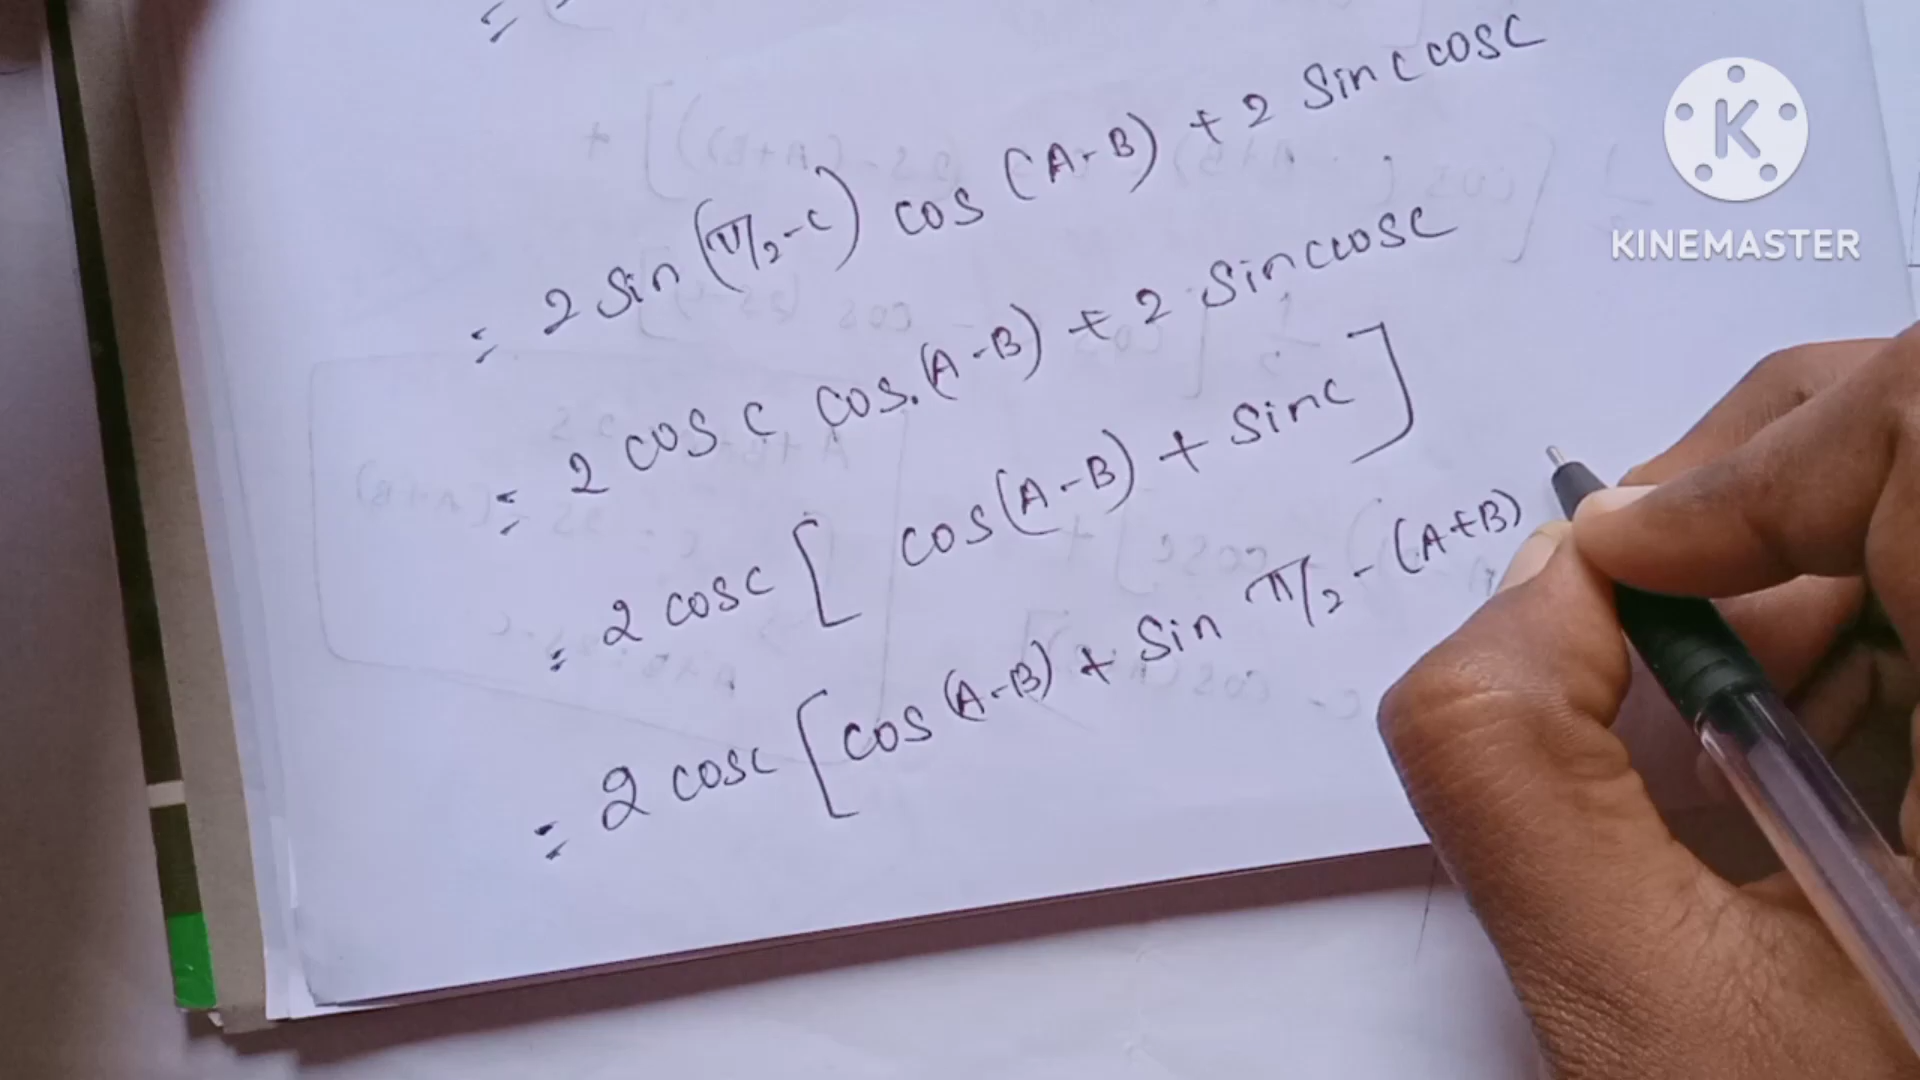 =
= 2 Sin (π/2 - C) cos (A-B) + 2 Sin C cos C
= 2 cos C cos. (A-B) + 2 Sin C cos C
= 2 cos C [ cos (A-B) + Sin C ]
= 2 cos C [ cos (A-B) + Sin π/2 - (A+B)
K
KINEMASTER